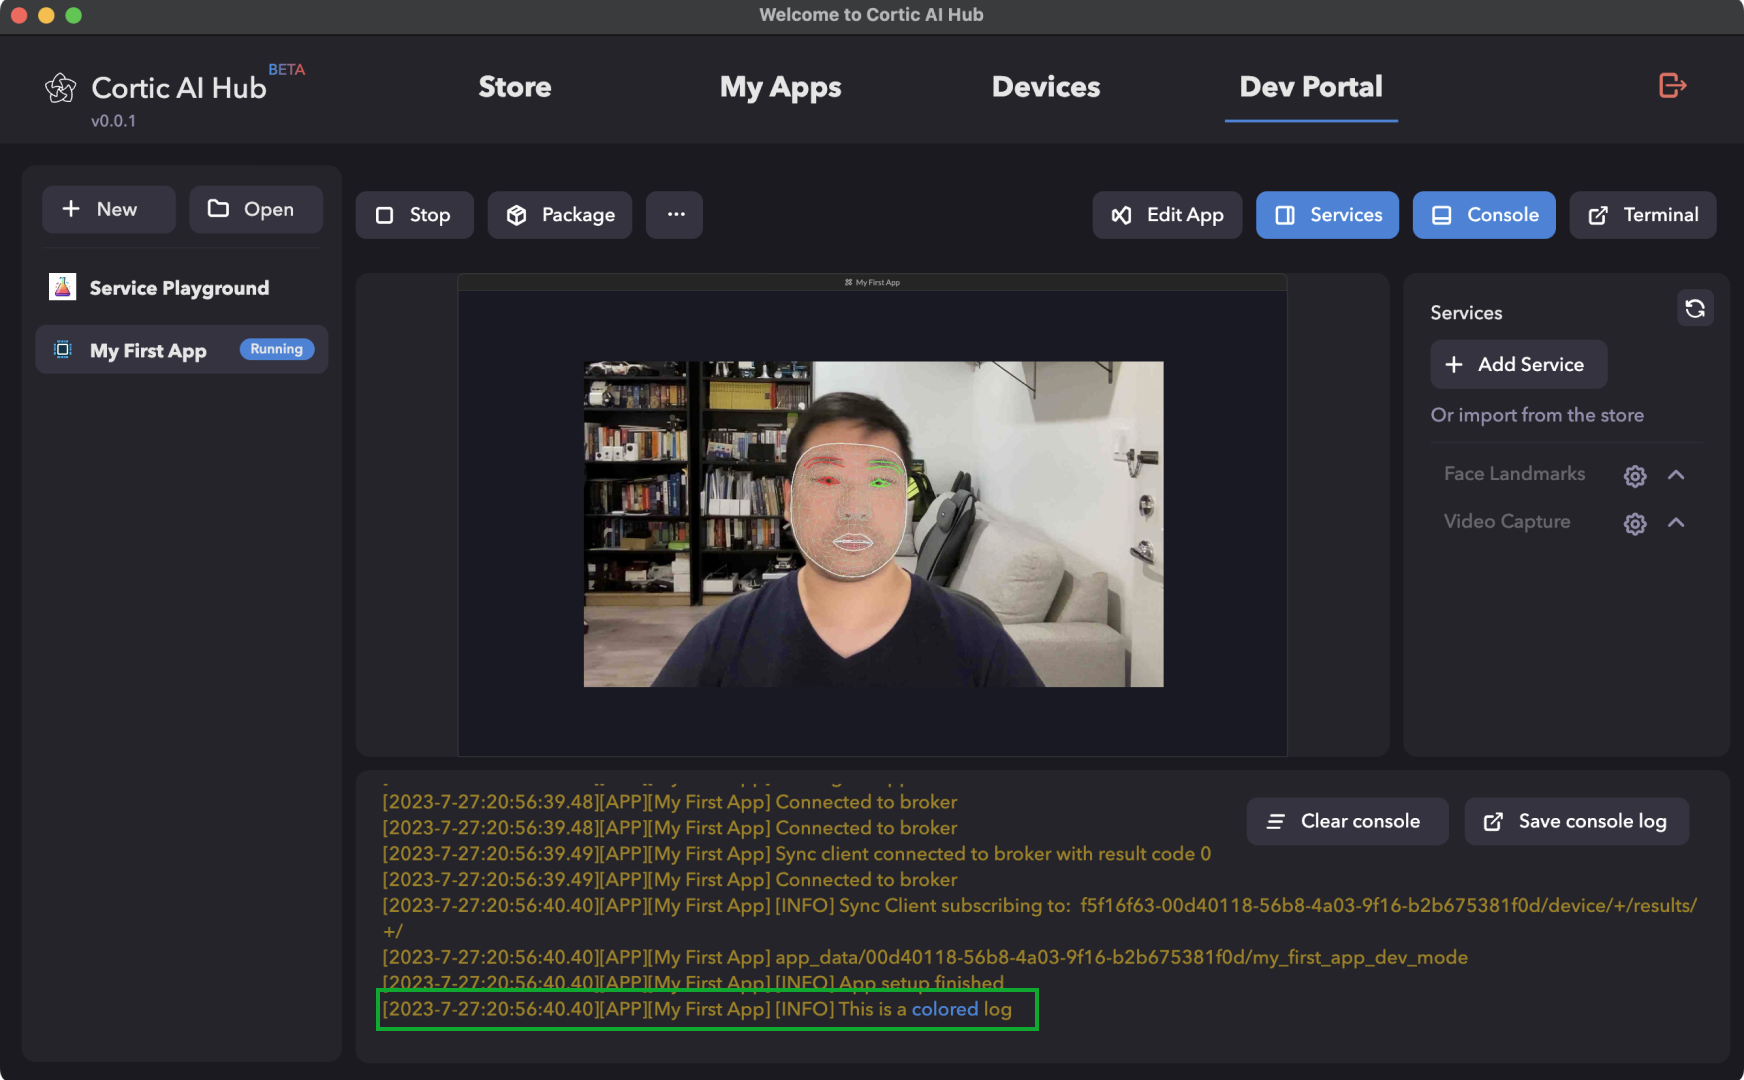 Welcome to Cortic AI Hub
Cortic AI Hub BETA
v0.0.1
Store
My Apps
Devices
Dev Portal
New
Open
Service Playground
My First App
Running
Stop
Package
Edit App
Services
Console
Terminal
My First App
Services
Add Service
Or import from the store
Face Landmarks
Video Capture
Clear console
Save console log
[2023-7-27:20:56:39.48][APP][My First App] Connected to broker
[2023-7-27:20:56:39.48][APP][My First App] Connected to broker
[2023-7-27:20:56:39.49][APP][My First App] Sync client connected to broker with result code 0
[2023-7-27:20:56:39.49][APP][My First App] Connected to broker
[2023-7-27:20:56:40.40][APP][My First App] [INFO] Sync Client subscribing to: f5f16f63-00d40118-56b8-4a03-9f16-b2b675381f0d/device/+/results/
+/
[2023-7-27:20:56:40.40][APP][My First App] app_data/00d40118-56b8-4a03-9f16-b2b675381f0d/my_first_app_dev_mode
[2023-7-27:20:56:40.40][APP][My First App] [INFO] App setup finished
[2023-7-27:20:56:40.40][APP][My First App] [INFO] This is a colored log